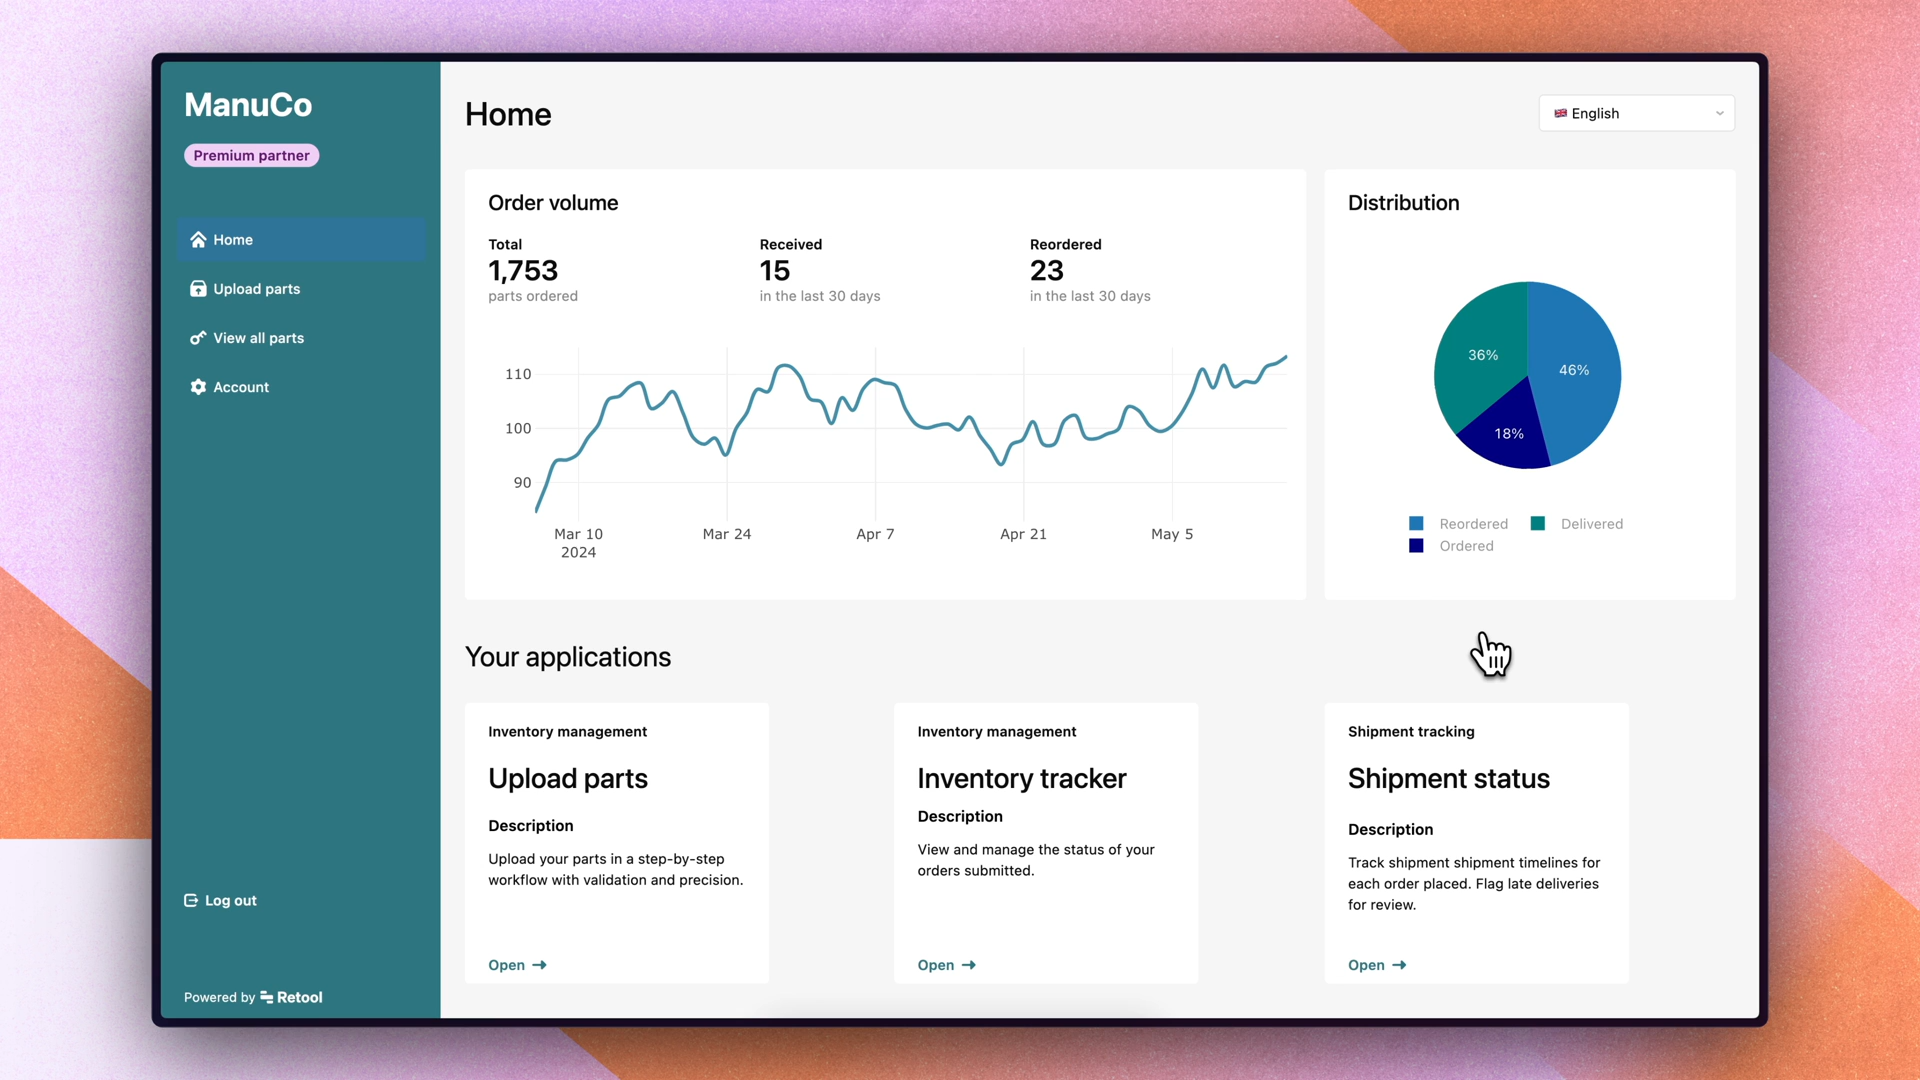 ManuCo
Premium partner
Home
Upload parts
View all parts
Account
Log out
Powered by Retool
Home
English
Order volume
Total
1,753
parts ordered
Received
15
in the last 30 days
Reordered
23
in the last 30 days
110
100
90
Mar 10
2024
Mar 24
Apr 7
Apr 21
May 5
Distribution
36%
46%
18%
Reordered
Delivered
Ordered
Your applications
Inventory management
Upload parts
Description
Upload your parts in a step-by-step
workflow with validation and precision.
Open
Inventory management
Inventory tracker
Description
View and manage the status of your
orders submitted.
Open
Shipment tracking
Shipment status
Description
Track shipment shipment timelines for
each order placed. Flag late deliveries
for review.
Open